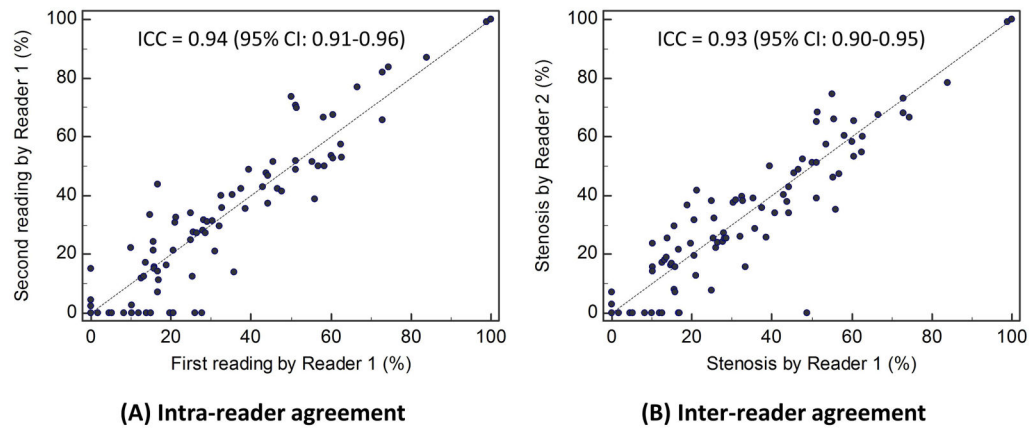 ICC = 0.94 (95% CI: 0.91-0.96)
Second reading by Reader 1 (%)
100
80
60
40
20
0
0 20 40 60 80 100
First reading by Reader 1 (%)
(A) Intra-reader agreement
ICC = 0.93 (95% CI: 0.90-0.95)
Stenosis by Reader 2 (%)
100
80
60
40
20
0
0 20 40 60 80 100
Stenosis by Reader 1 (%)
(B) Inter-reader agreement